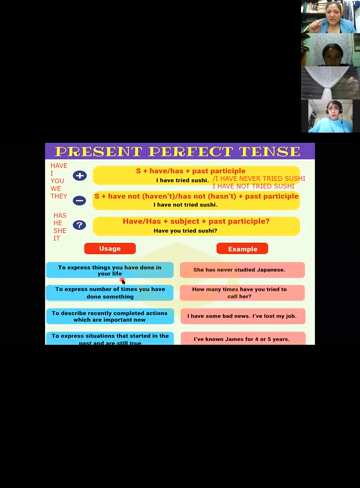 PRESENT PERFECT TENSE
HAVE
I
YOU
WE
THEY
HAS
HE
SHE
IT
+
S + have/has + past participle
I have tried sushi. /I HAVE NEVER TRIED SUSHI
I HAVE NOT TRIED SUSHI
S + have not (haven't)/has not (hasn't) + past participle
I have not tried sushi.
?
Have/Has + subject + past participle?
Have you tried sushi?
Usage
Example
To express things you have done in
your life
She has never studied Japanese.
To express number of times you have
done something
How many times have you tried to
call her?
To describe recently completed actions
which are important now
I have some bad news. I've lost my job.
To express situations that started in the
past and are still true
I've known James for 4 or 5 years.